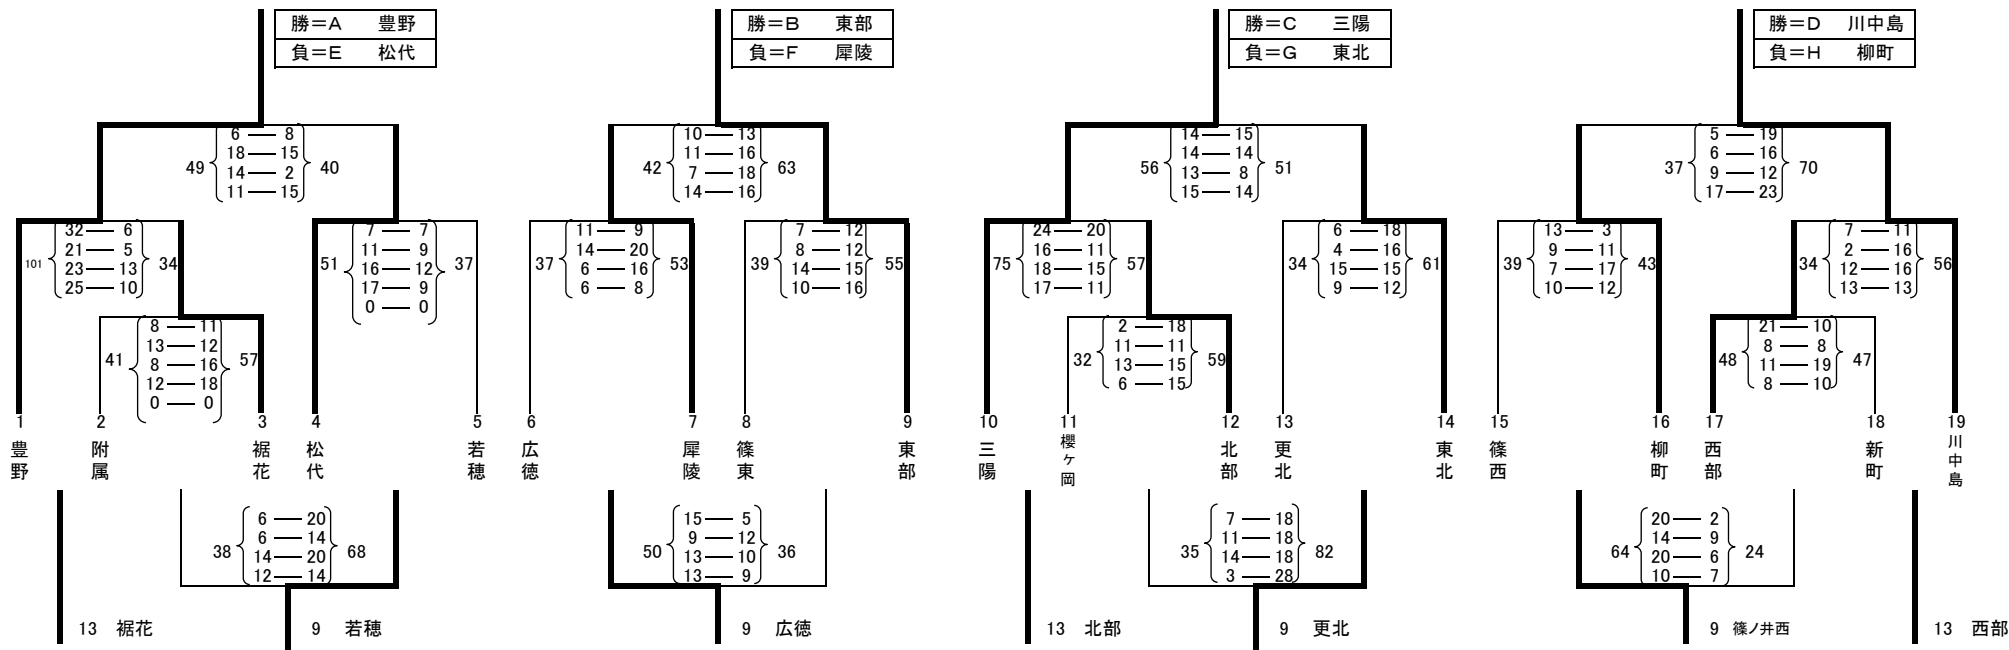 勝=A 豊野
負=E 松代
勝=B 東部
負=F 犀陵
勝=C 三陽
負=G 東北
勝=D 川中島
負=H 柳町
49 40
6 — 8
18 — 15
14 — 2
11 — 15
42 63
10 — 13
11 — 16
7 — 18
14 — 16
56 51
14 — 15
14 — 14
13 — 8
15 — 14
37 70
5 — 19
6 — 16
9 — 12
17 — 23
101 34
32 — 6
21 — 5
23 — 13
25 — 10
51 37
7 — 7
11 — 9
16 — 12
17 — 9
0 — 0
37 53
11 — 9
14 — 20
6 — 16
6 — 8
39 55
7 — 12
8 — 12
14 — 15
10 — 16
75 57
24 — 20
16 — 11
18 — 15
17 — 11
34 61
6 — 18
4 — 16
15 — 15
9 — 12
39 43
13 — 3
9 — 11
7 — 17
10 — 12
34 56
7 — 11
2 — 16
12 — 16
13 — 13
41 57
8 — 11
13 — 12
8 — 16
12 — 18
0 — 0
32 59
2 — 18
11 — 11
13 — 15
6 — 15
48 47
21 — 10
8 — 8
11 — 19
8 — 10
1 豊野
2 附属
3 裾花
4 松代
5 若穂
6 広徳
7 犀陵
8 篠東
9 東部
10 三陽
11 櫻ヶ岡
12 北部
13 更北
14 東北
15 篠西
16 柳町
17 西部
18 新町
19 川中島
38 68
6 — 20
6 — 14
14 — 20
12 — 14
50 36
15 — 5
9 — 12
13 — 10
13 — 9
35 82
7 — 18
11 — 18
14 — 18
3 — 28
64 24
20 — 2
14 — 9
20 — 6
10 — 7
13 裾花
9 若穂
9 広徳
13 北部
9 更北
9 篠ノ井西
13 西部